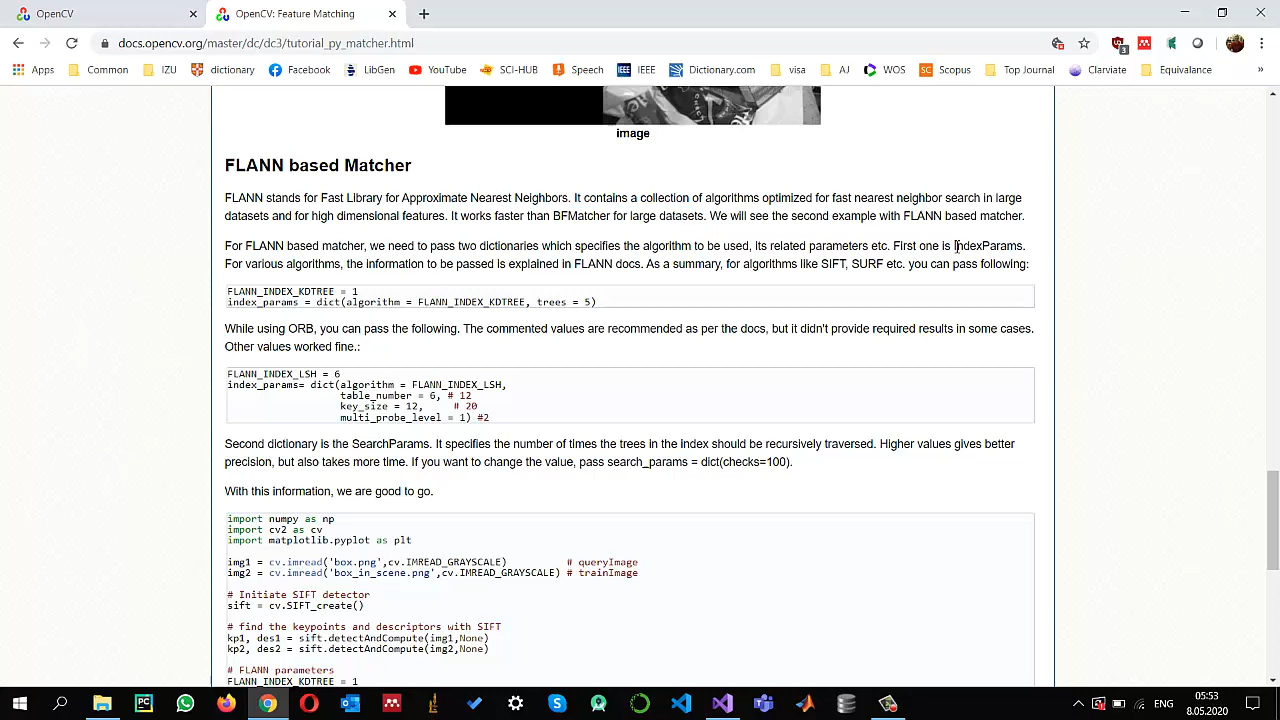 OpenCV
OpenCV: Feature Matching
docs.opencv.org/master/dc/dc3/tutorial_py_matcher.html
3
Apps Common IZU dictionary Facebook LibGen YouTube SCI-HUB Speech IEEE Dictionary.com visa AJ WOS Scopus Top Journal Clarviate Equivalance »
image
FLANN based Matcher
FLANN stands for Fast Library for Approximate Nearest Neighbors. It contains a collection of algorithms optimized for fast nearest neighbor search in large
datasets and for high dimensional features. It works faster than BFMatcher for large datasets. We will see the second example with FLANN based matcher.
For FLANN based matcher, we need to pass two dictionaries which specifies the algorithm to be used, its related parameters etc. First one is IndexParams.
For various algorithms, the information to be passed is explained in FLANN docs. As a summary, for algorithms like SIFT, SURF etc. you can pass following:
FLANN_INDEX_KDTREE = 1
index_params = dict(algorithm = FLANN_INDEX_KDTREE, trees = 5)
While using ORB, you can pass the following. The commented values are recommended as per the docs, but it didn't provide required results in some cases.
Other values worked fine.:
FLANN_INDEX_LSH = 6
index_params= dict(algorithm = FLANN_INDEX_LSH,
table_number = 6, # 12
key_size = 12, # 20
multi_probe_level = 1) #2
Second dictionary is the SearchParams. It specifies the number of times the trees in the index should be recursively traversed. Higher values gives better
precision, but also takes more time. If you want to change the value, pass search_params = dict(checks=100).
With this information, we are good to go.
import numpy as np
import cv2 as cv
import matplotlib.pyplot as plt
img1 = cv.imread('box.png',cv.IMREAD_GRAYSCALE) # queryImage
img2 = cv.imread('box_in_scene.png',cv.IMREAD_GRAYSCALE) # trainImage
# Initiate SIFT detector
sift = cv.SIFT_create()
# find the keypoints and descriptors with SIFT
kp1, des1 = sift.detectAndCompute(img1,None)
kp2, des2 = sift.detectAndCompute(img2,None)
# FLANN parameters
FLANN_INDEX_KDTREE = 1
ENG
05:53
8.05.2020